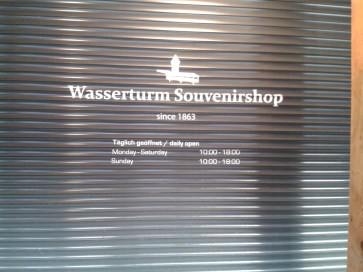 Wasserturm Souvenirshop
since 1863
Täglich geöffnet / daily open
Monday - Saturday 10:00 - 18:00
Sunday 10:00 - 18:00